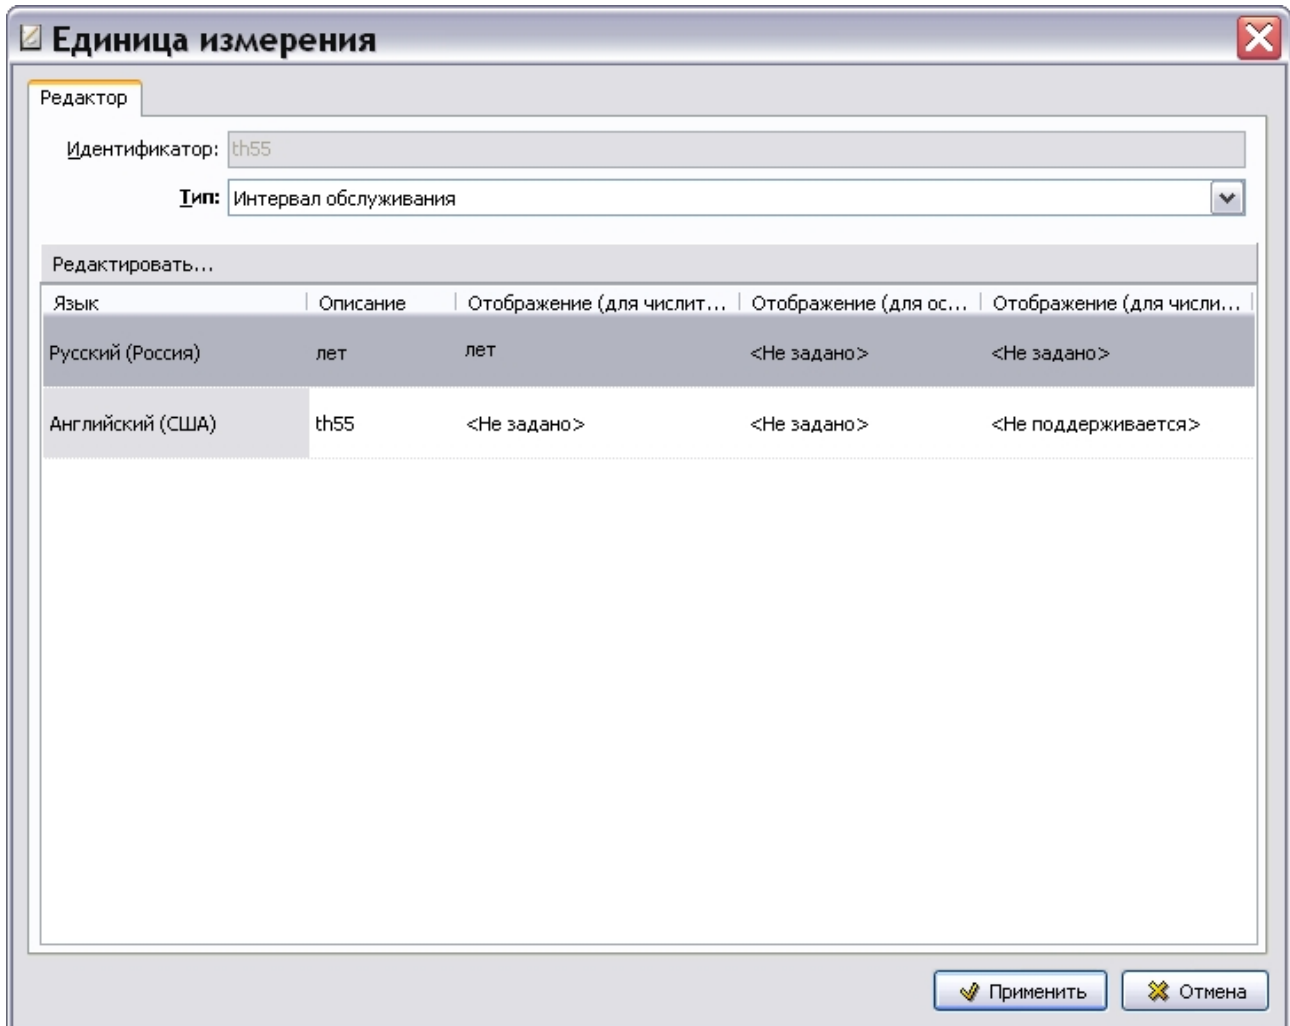 Единица измерения
Редактор
Идентификатор: th55
Тип: Интервал обслуживания
Редактировать...
Язык Описание Отображение (для числит... Отображение (для ос... Отображение (для числи...
Русский (Россия) лет лет <Не задано> <Не задано>
Английский (США) th55 <Не задано> <Не задано> <Не поддерживается>
Применить Отмена